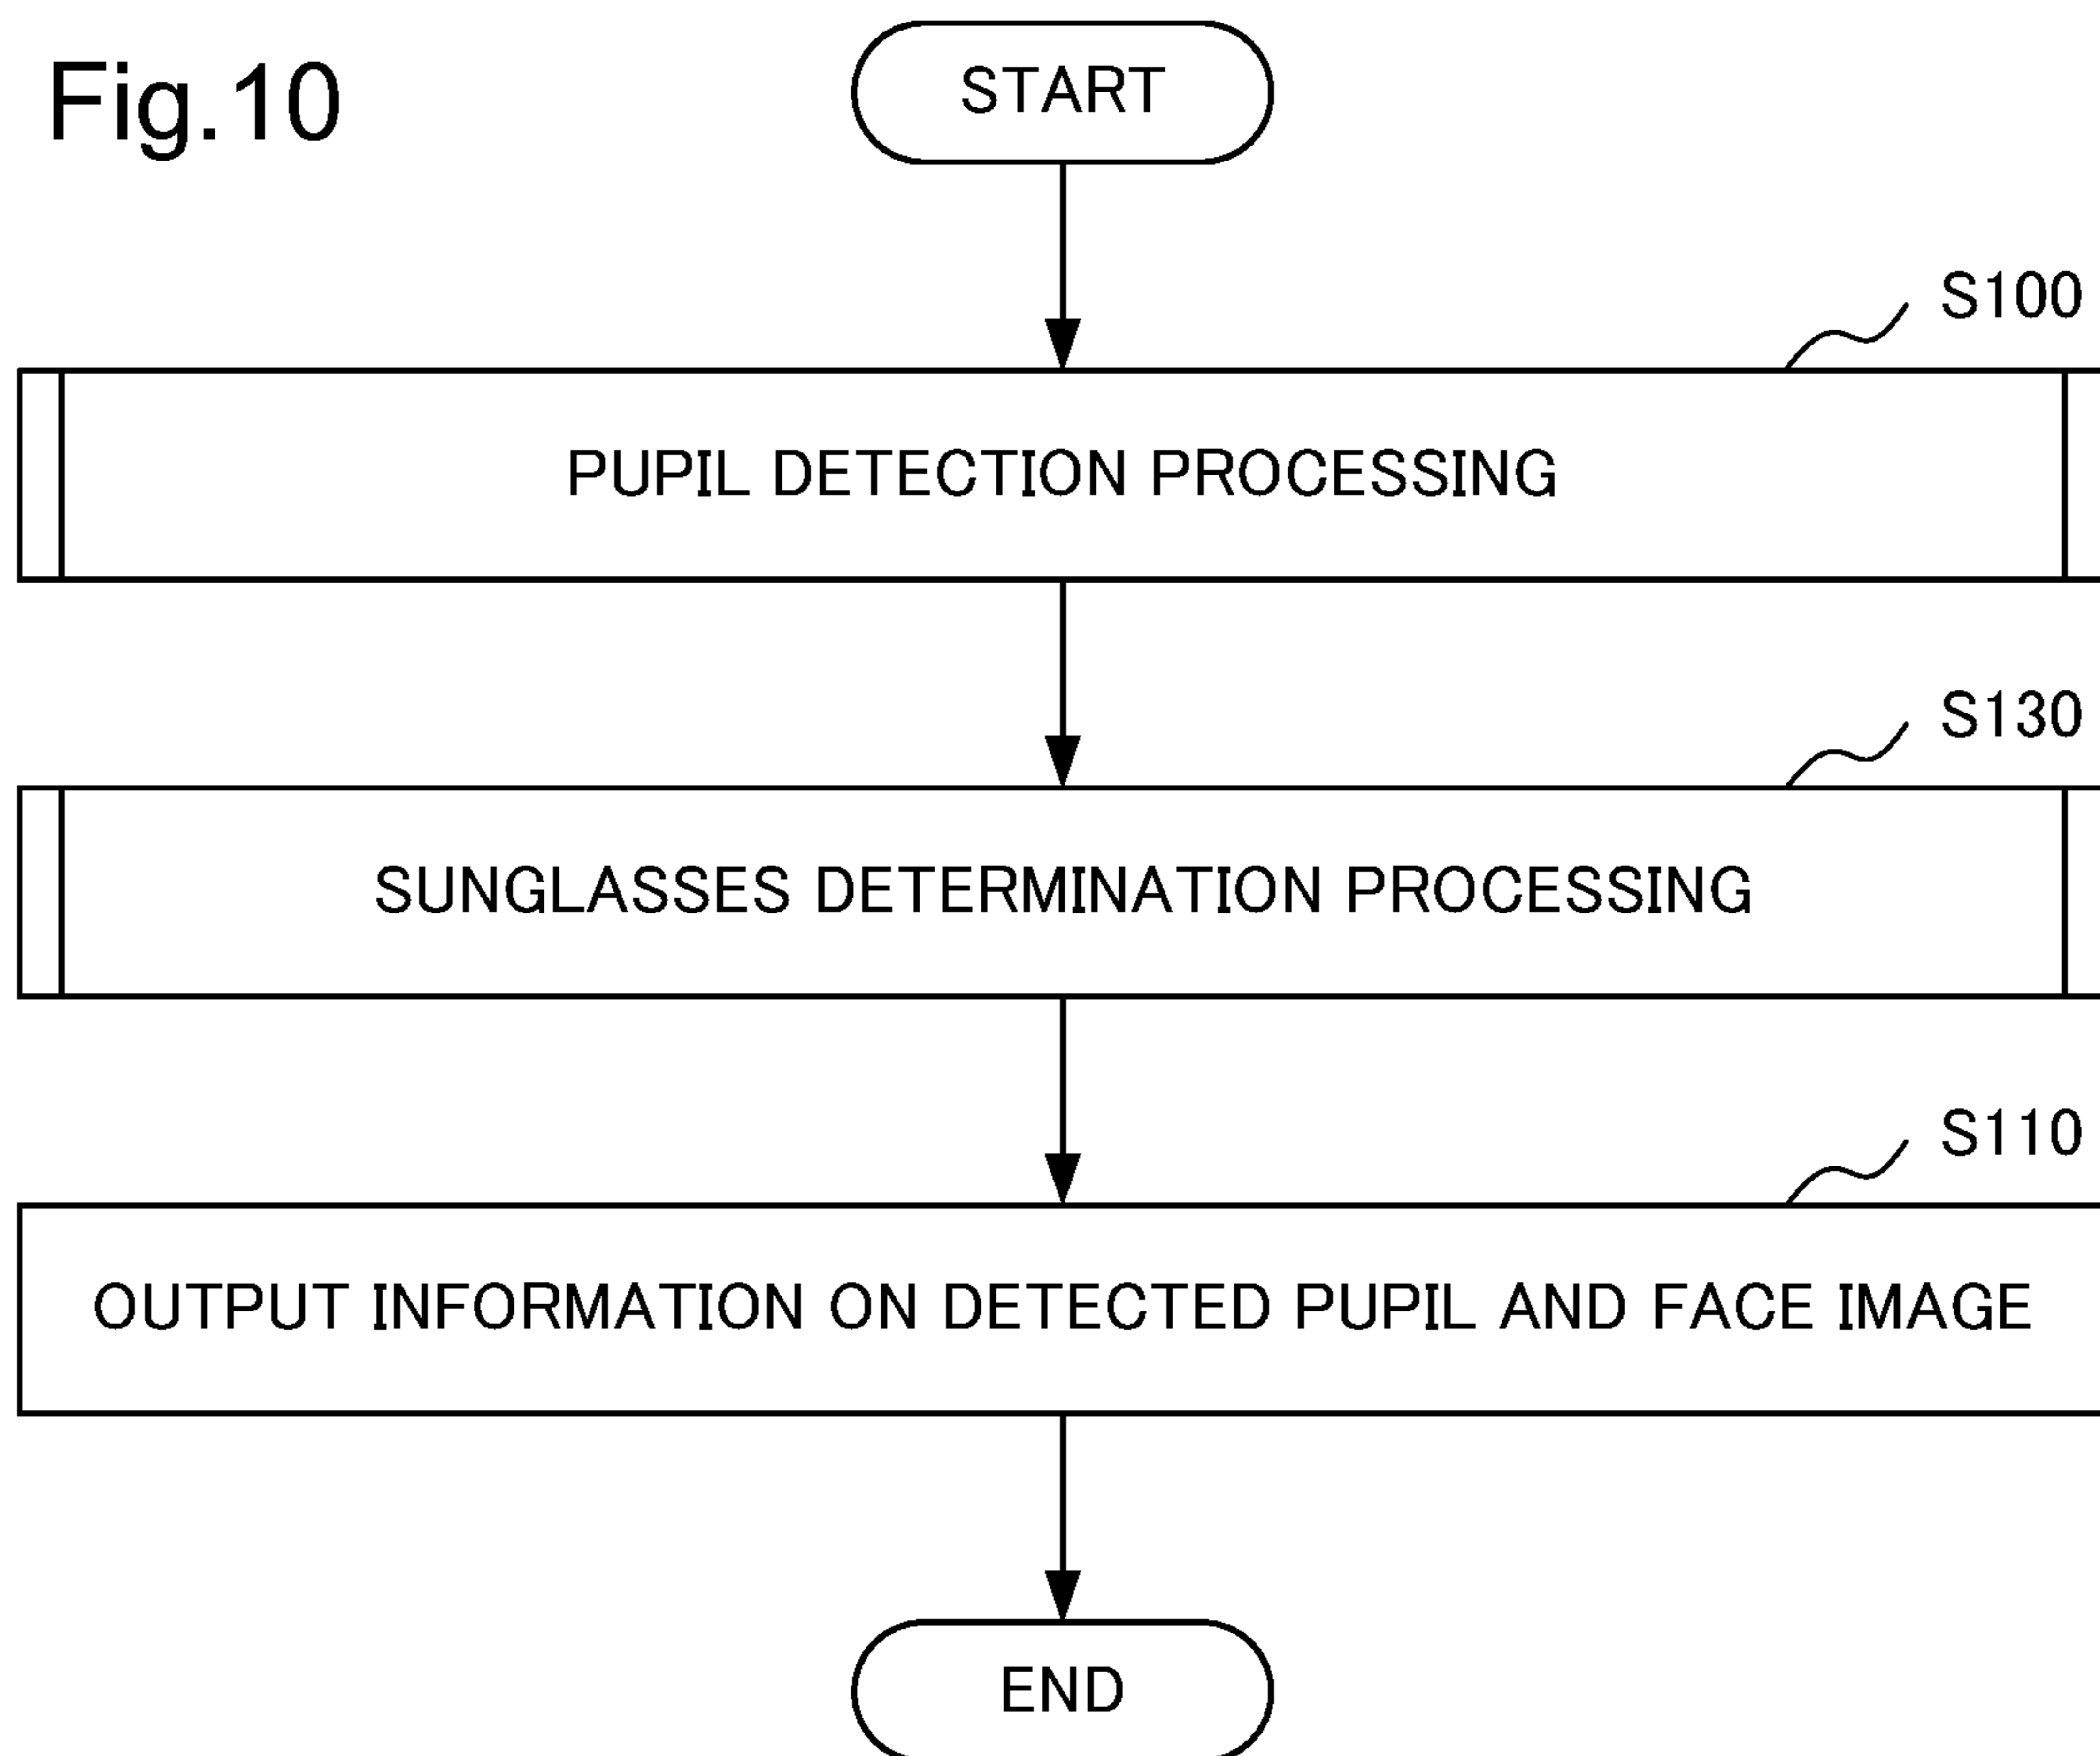 Fig.10
START
S100
PUPIL DETECTION PROCESSING
S130
SUNGLASSES DETERMINATION PROCESSING
S110
OUTPUT INFORMATION ON DETECTED PUPIL AND FACE IMAGE
END